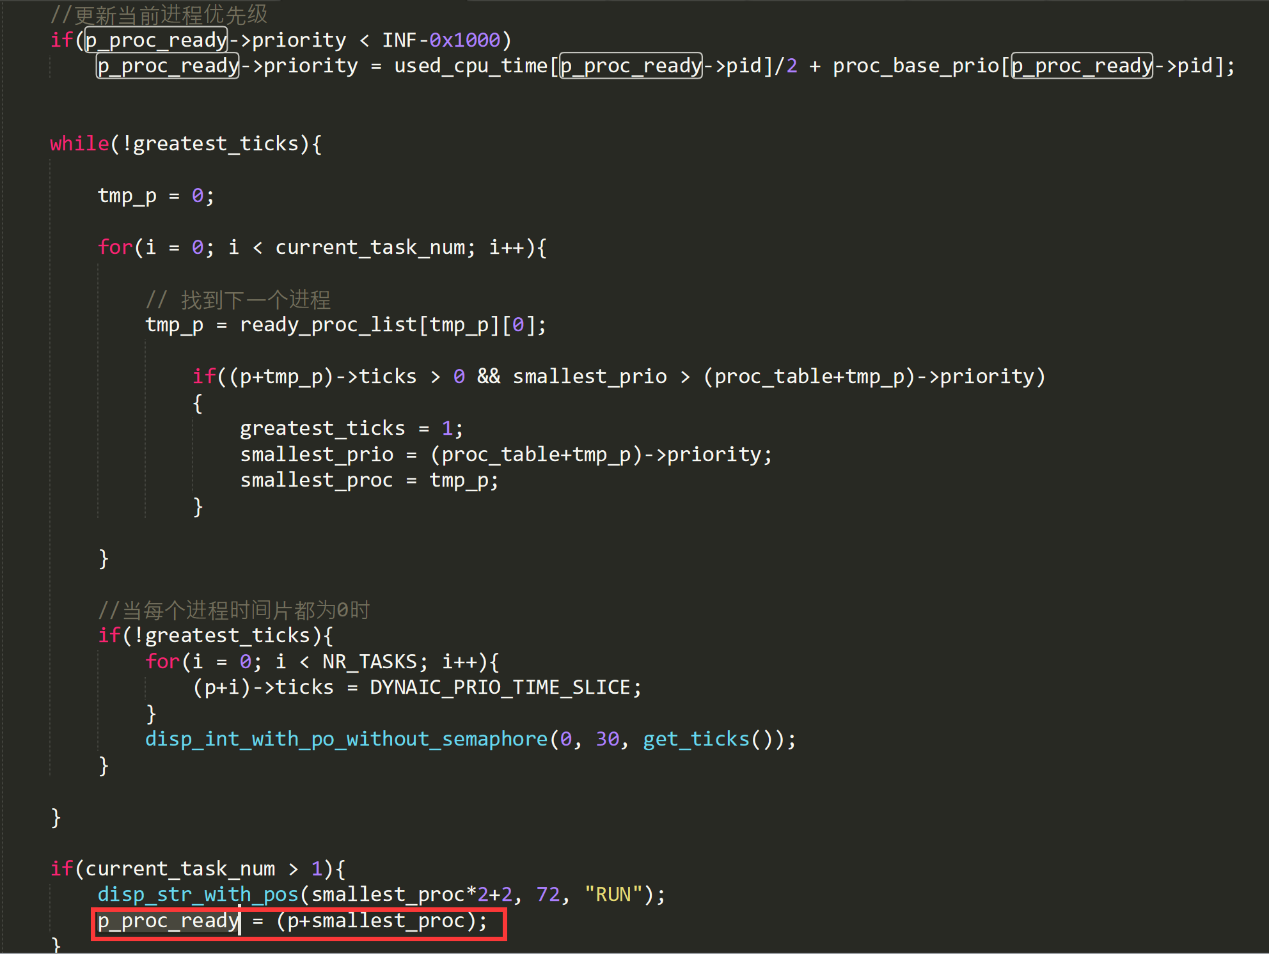 //更新当前进程优先级
if(p_proc_ready->priority < INF-0x1000)
p_proc_ready->priority = used_cpu_time[p_proc_ready->pid]/2 + proc_base_prio[p_proc_ready->pid];
while(!greatest_ticks){
tmp_p = 0;
for(i = 0; i < current_task_num; i++){
// 找到下一个进程
tmp_p = ready_proc_list[tmp_p][0];
if((p+tmp_p)->ticks > 0 && smallest_prio > (proc_table+tmp_p)->priority)
{
greatest_ticks = 1;
smallest_prio = (proc_table+tmp_p)->priority;
smallest_proc = tmp_p;
}
}
//当每个进程时间片都为0时
if(!greatest_ticks){
for(i = 0; i < NR_TASKS; i++){
(p+i)->ticks = DYNAIC_PRIO_TIME_SLICE;
}
disp_int_with_po_without_semaphore(0, 30, get_ticks());
}
}
if(current_task_num > 1){
disp_str_with_pos(smallest_proc*2+2, 72, "RUN");
p_proc_ready = (p+smallest_proc);
}